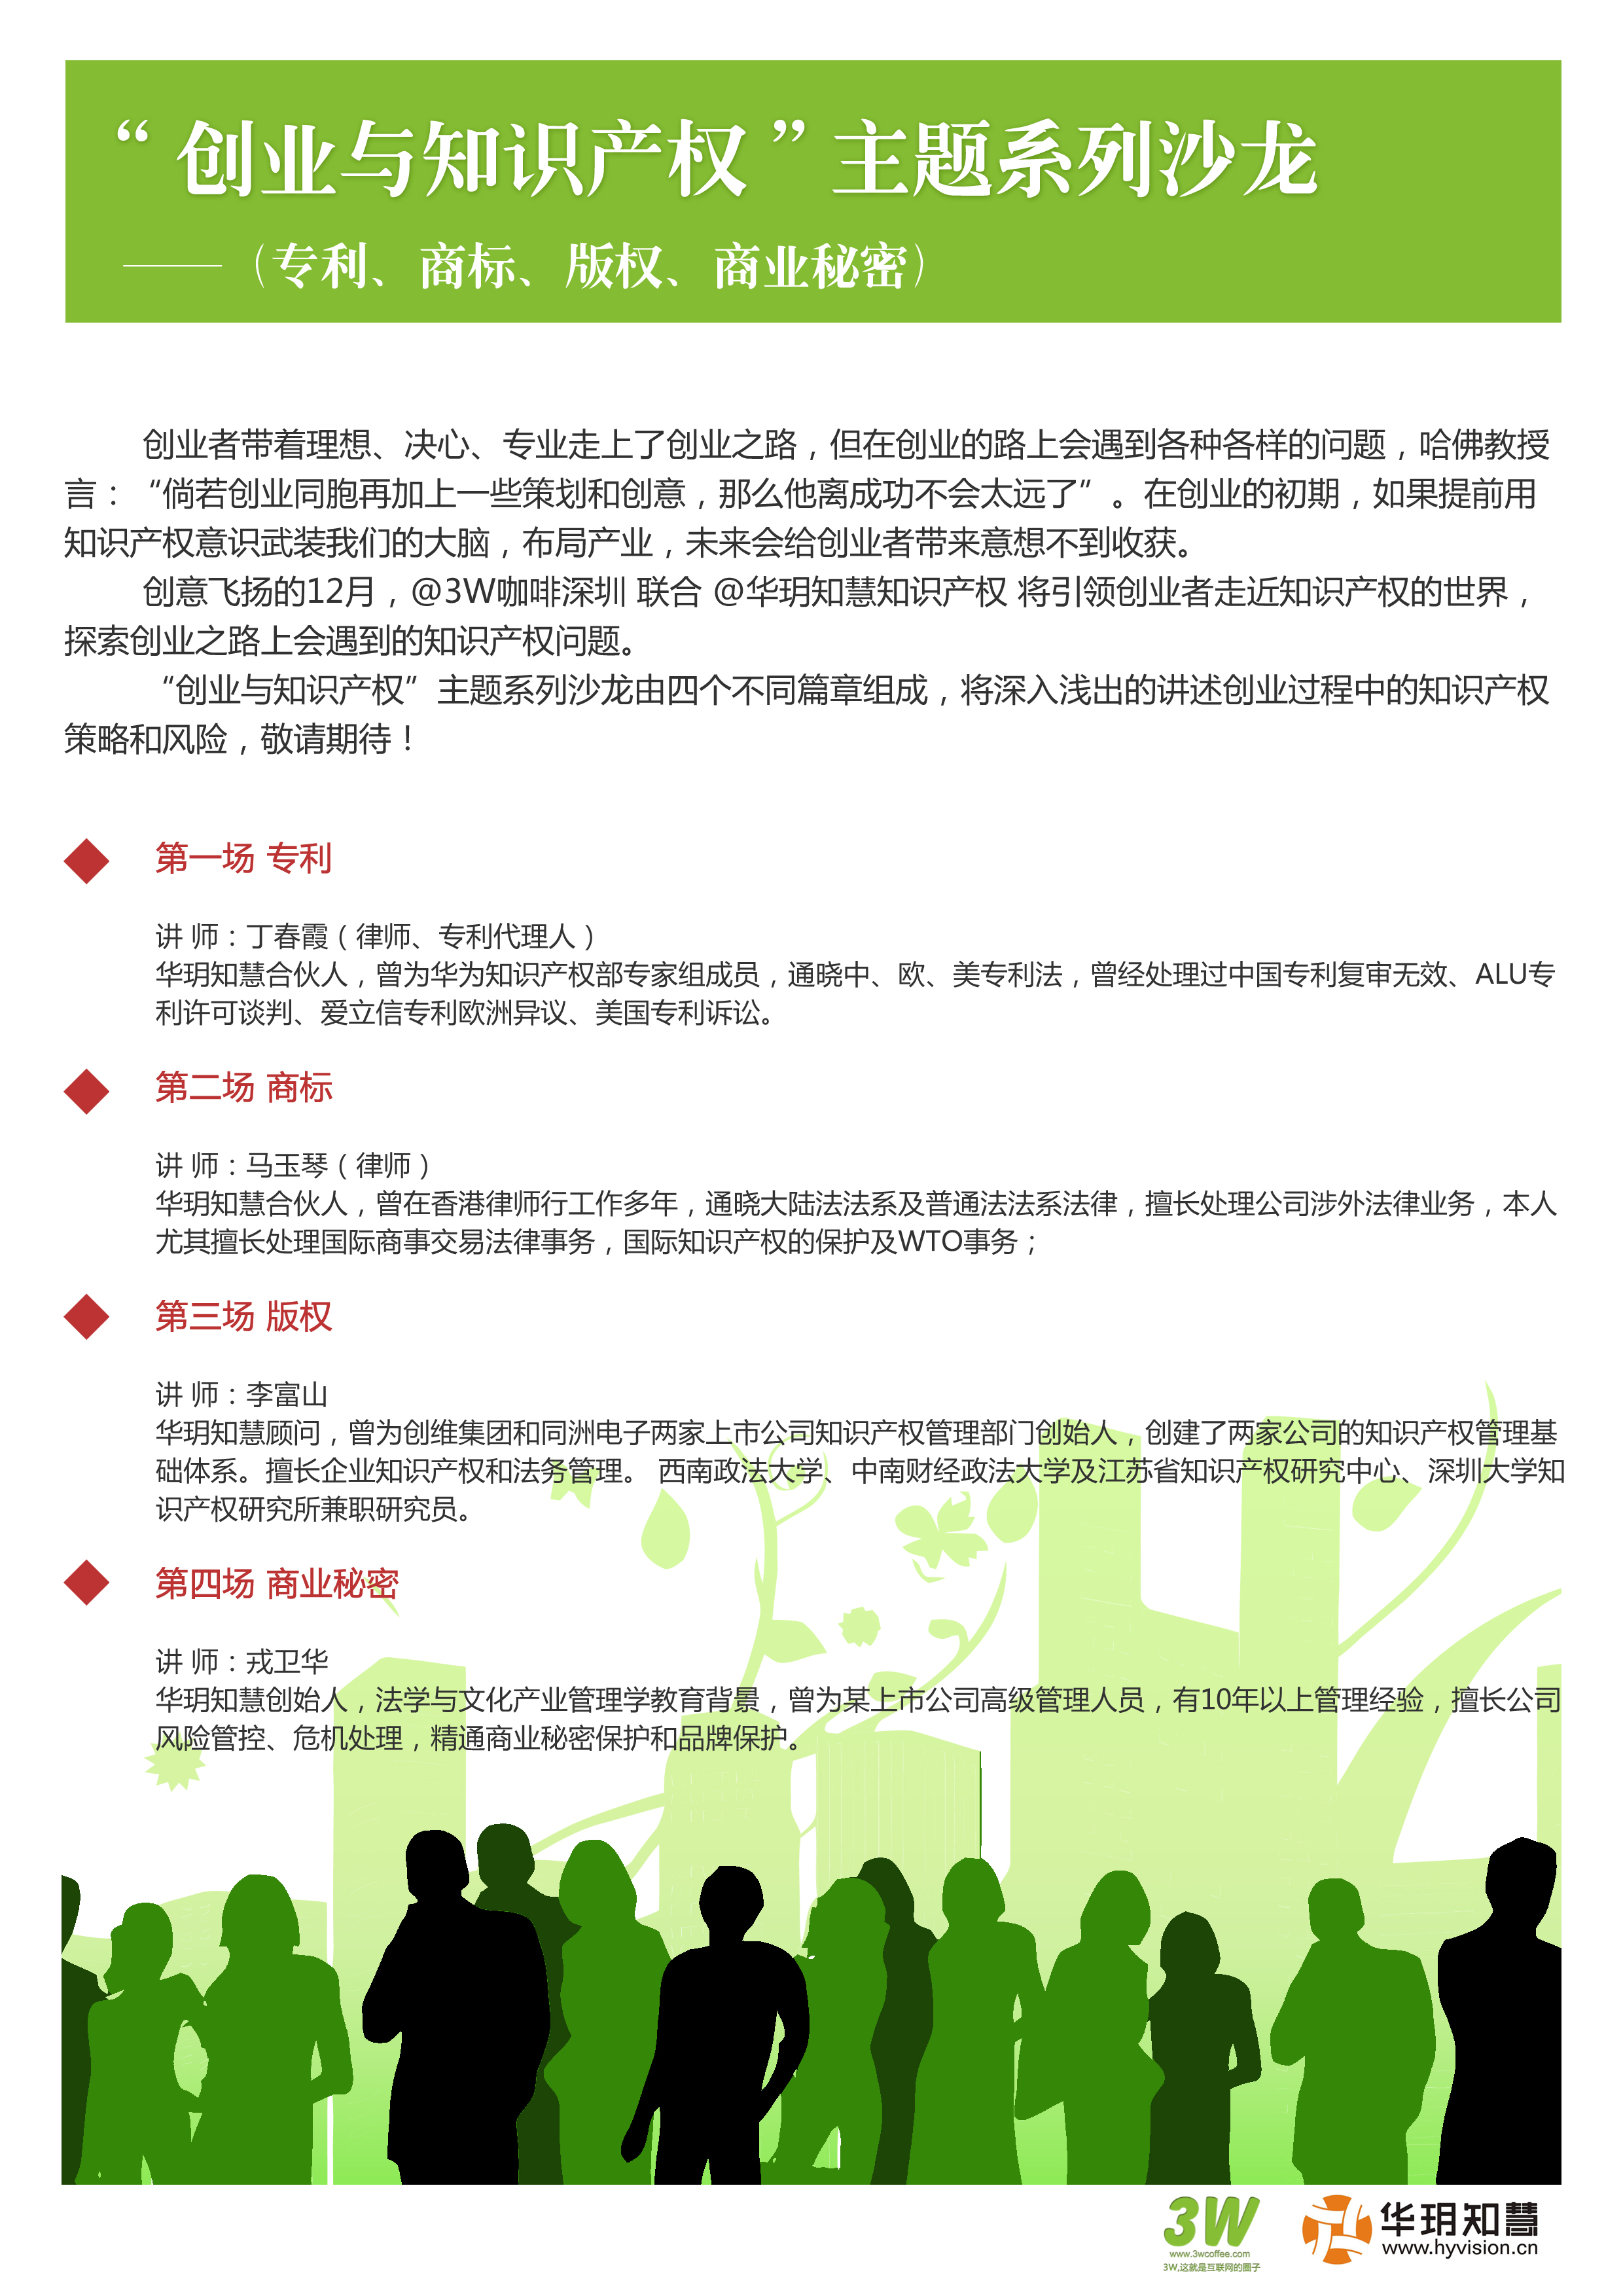 “创业与知识产权”主题系列沙龙
——（专利、商标、版权、商业秘密）
创业者带着理想、决心、专业走上了创业之路，但在创业的路上会遇到各种各样的问题，哈佛教授
言：“倘若创业同胞再加上一些策划和创意，那么他离成功不会太远了”。在创业的初期，如果提前用
知识产权意识武装我们的大脑，布局产业，未来会给创业者带来意想不到收获。
创意飞扬的12月，@3W咖啡深圳 联合 @华玥知慧知识产权 将引领创业者走近知识产权的世界，
探索创业之路上会遇到的知识产权问题。
“创业与知识产权”主题系列沙龙由四个不同篇章组成，将深入浅出的讲述创业过程中的知识产权
策略和风险，敬请期待！
第一场 专利
讲 师：丁春霞（律师、专利代理人）
华玥知慧合伙人，曾为华为知识产权部专家组成员，通晓中、欧、美专利法，曾经处理过中国专利复审无效、ALU专
利许可谈判、爱立信专利欧洲异议、美国专利诉讼。
第二场 商标
讲 师：马玉琴（律师）
华玥知慧合伙人，曾在香港律师行工作多年，通晓大陆法法系及普通法法系法律，擅长处理公司涉外法律业务，本人
尤其擅长处理国际商事交易法律事务，国际知识产权的保护及WTO事务；
第三场 版权
讲 师：李富山
华玥知慧顾问，曾为创维集团和同洲电子两家上市公司知识产权管理部门创始人，创建了两家公司的知识产权管理基
础体系。擅长企业知识产权和法务管理。 西南政法大学、中南财经政法大学及江苏省知识产权研究中心、深圳大学知
识产权研究所兼职研究员。
第四场 商业秘密
讲 师：戎卫华
华玥知慧创始人，法学与文化产业管理学教育背景，曾为某上市公司高级管理人员，有10年以上管理经验，擅长公司
风险管控、危机处理，精通商业秘密保护和品牌保护。
3W
www.3wcoffee.com
3W,这就是互联网的圈子
华玥知慧
www.hyvision.cn